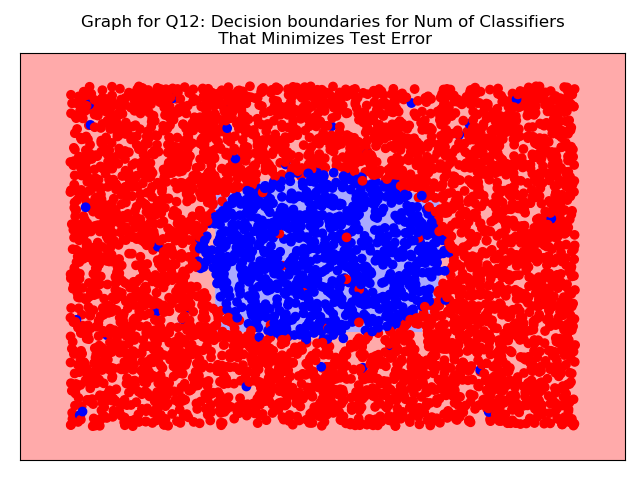 Graph for Q12: Decision boundaries for Num of Classifiers
That Minimizes Test Error